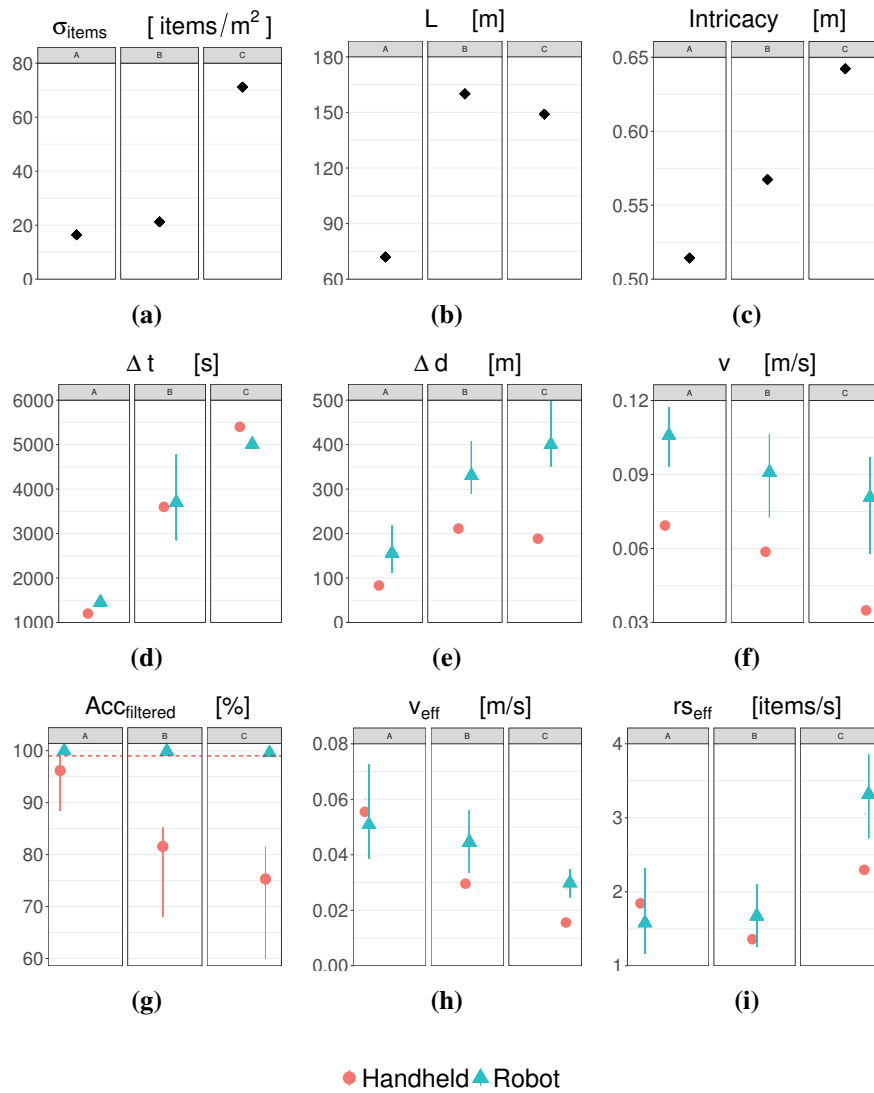 σitems [ items/m² ] L [m] Intricacy [m]
A B C A B C A B C
80 180 0.65
60 150 0.60
40 120
20 90 0.55
0 60 0.50
(a) (b) (c)
Δ t [s] Δ d [m] v [m/s]
A B C A B C A B C
6000 500 0.12
5000 400 0.09
4000 300
3000 200 0.06
2000 100
1000 0 0.03
(d) (e) (f)
Accfiltered [%] veff [m/s] rseff [items/s]
A B C A B C A B C
100 0.08 4
90 0.06 3
80 0.04
70 0.02 2
60 0.00 1
(g) (h) (i)
Handheld Robot